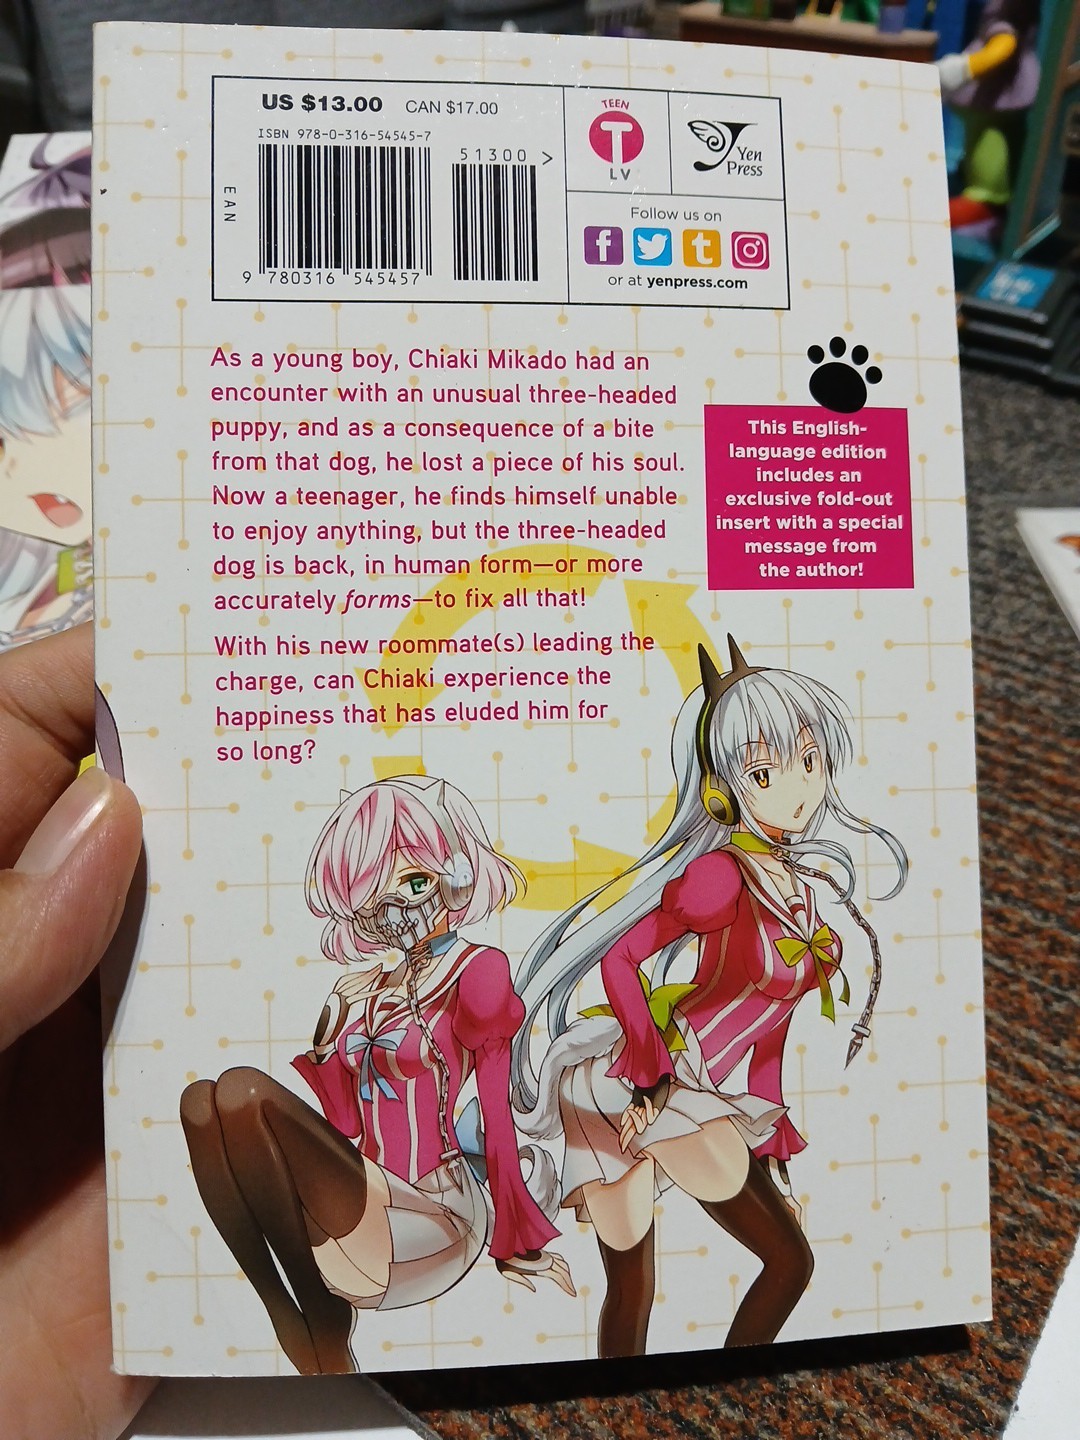 US $13.00 CAN $17.00
ISBN 978-0-316-54545-7
51300 >
EAN
9 780316 545457
TEEN
T
LV
Yen
Press
Follow us on
or at yenpress.com
As a young boy, Chiaki Mikado had an
encounter with an unusual three-headed
puppy, and as a consequence of a bite
from that dog, he lost a piece of his soul.
Now a teenager, he finds himself unable
to enjoy anything, but the three-headed
dog is back, in human form—or more
accurately forms—to fix all that!
With his new roommate(s) leading the
charge, can Chiaki experience the
happiness that has eluded him for
so long?
This English-
language edition
includes an
exclusive fold-out
insert with a special
message from
the author!